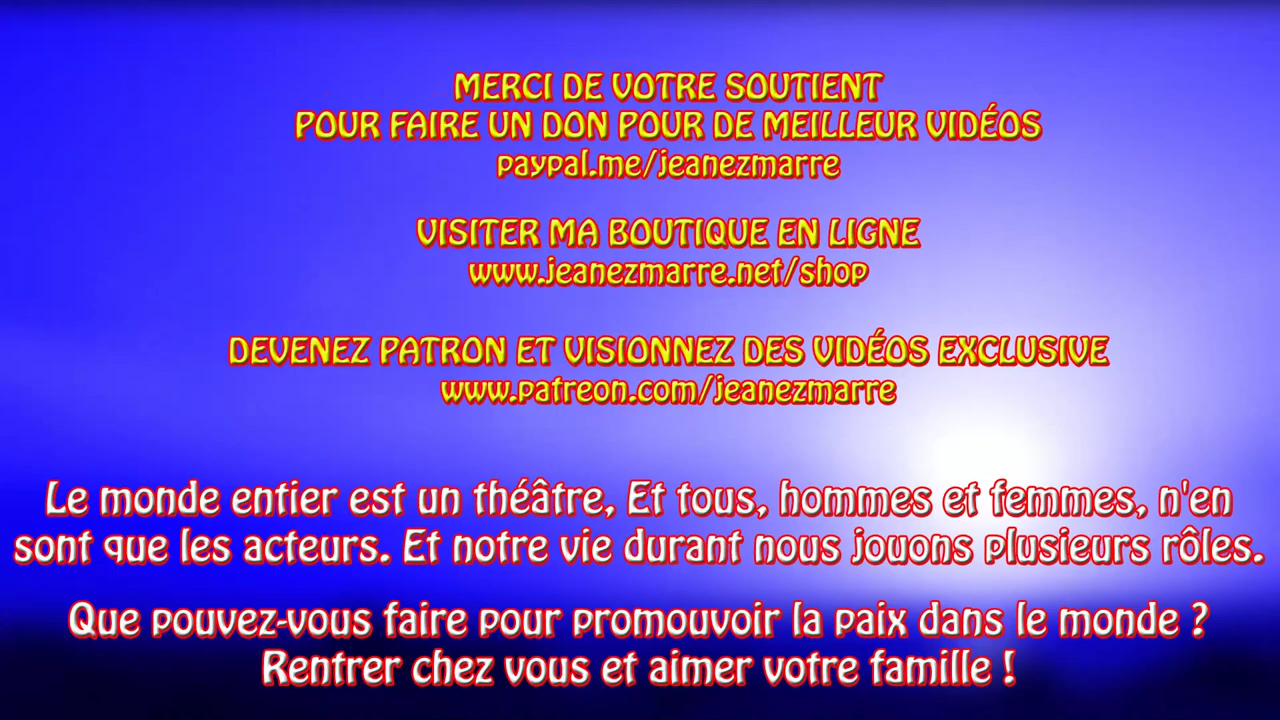 MERCI DE VOTRE SOUTIENT
POUR FAIRE UN DON POUR DE MEILLEUR VIDÉOS
paypal.me/jeanezmarre
VISITER MA BOUTIQUE EN LIGNE
www.jeanezmarre.net/shop
DEVENEZ PATRON ET VISIONNEZ DES VIDÉOS EXCLUSIVE
www.patreon.com/jeanezmarre
Le monde entier est un théâtre, Et tous, hommes et femmes, n'en
sont que les acteurs. Et notre vie durant nous jouons plusieurs rôles.
Que pouvez-vous faire pour promouvoir la paix dans le monde ?
Rentrer chez vous et aimer votre famille !